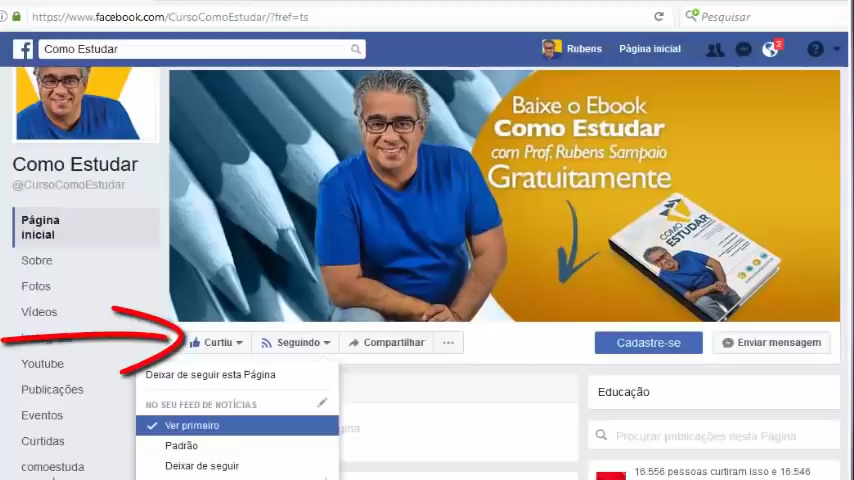 https://www.facebook.com/CursoComoEstudar/?fref=ts
Pesquisar
Como Estudar
Rubens
Página inicial
2
Baixe o Ebook
Como Estudar
com Prof. Rubens Sampaio
Gratuitamente
COMO
ESTUDAR
Como Estudar
@CursoComoEstudar
Página
inicial
Sobre
Fotos
Vídeos
Youtube
Publicações
Eventos
Curtidas
comoestuda
Curtiu
Seguindo
Compartilhar
Cadastre-se
Enviar mensagem
Deixar de seguir esta Página
NO SEU FEED DE NOTÍCIAS
Ver primeiro
Padrão
Deixar de seguir
Educação
Procurar publicações nesta Página
16.556 pessoas curtiram isso e 16.546